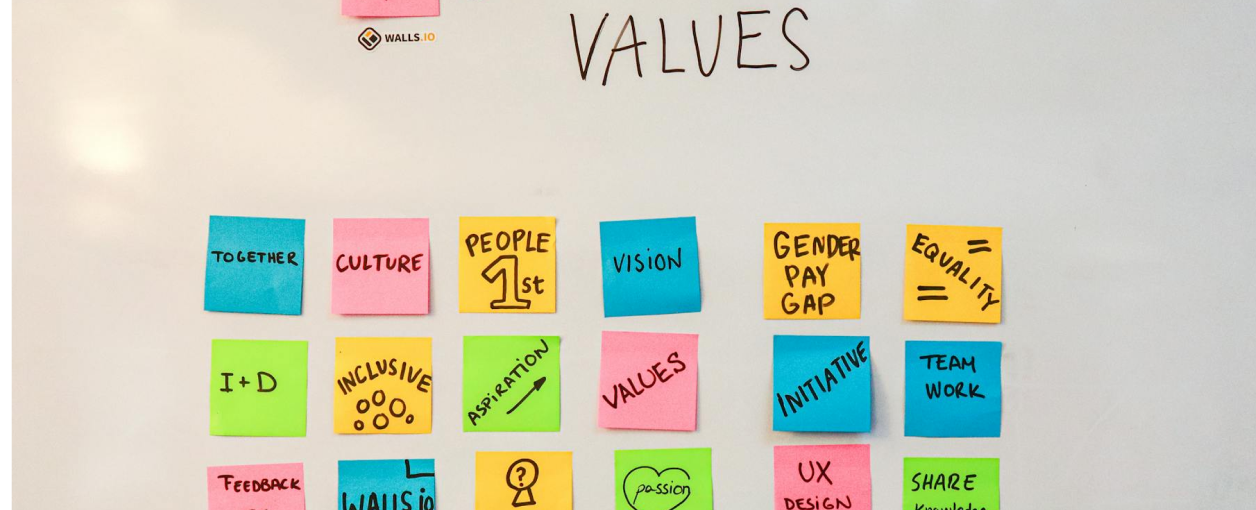 WALLS.IO
VALUES
TOGETHER
CULTURE
PEOPLE
1st
VISION
GENDER
PAY
GAP
EQUALITY
=
=
I+D
INCLUSIVE
ASPIRATION
VALUES
INITIATIVE
TEAM
WORK
FEEDBACK
WALLS io
?
passion
UX
DESIGN
SHARE
Knowledge